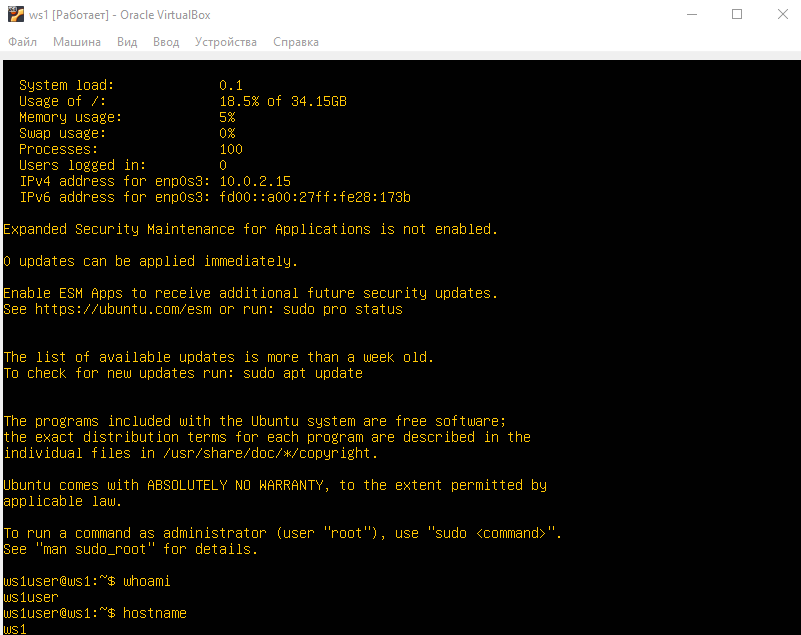 ws1 [Работает] - Oracle VirtualBox
Файл Машина Вид Ввод Устройства Справка
System load: 0.1
Usage of /: 18.5% of 34.15GB
Memory usage: 5%
Swap usage: 0%
Processes: 100
Users logged in: 0
IPv4 address for enp0s3: 10.0.2.15
IPv6 address for enp0s3: fd00::a00:27ff:fe28:173b
Expanded Security Maintenance for Applications is not enabled.
0 updates can be applied immediately.
Enable ESM Apps to receive additional future security updates.
See https://ubuntu.com/esm or run: sudo pro status
The list of available updates is more than a week old.
To check for new updates run: sudo apt update
The programs included with the Ubuntu system are free software;
the exact distribution terms for each program are described in the
individual files in /usr/share/doc/*/copyright.
Ubuntu comes with ABSOLUTELY NO WARRANTY, to the extent permitted by
applicable law.
To run a command as administrator (user "root"), use "sudo <command>".
See "man sudo_root" for details.
ws1user@ws1:~$ whoami
ws1user
ws1user@ws1:~$ hostname
ws1